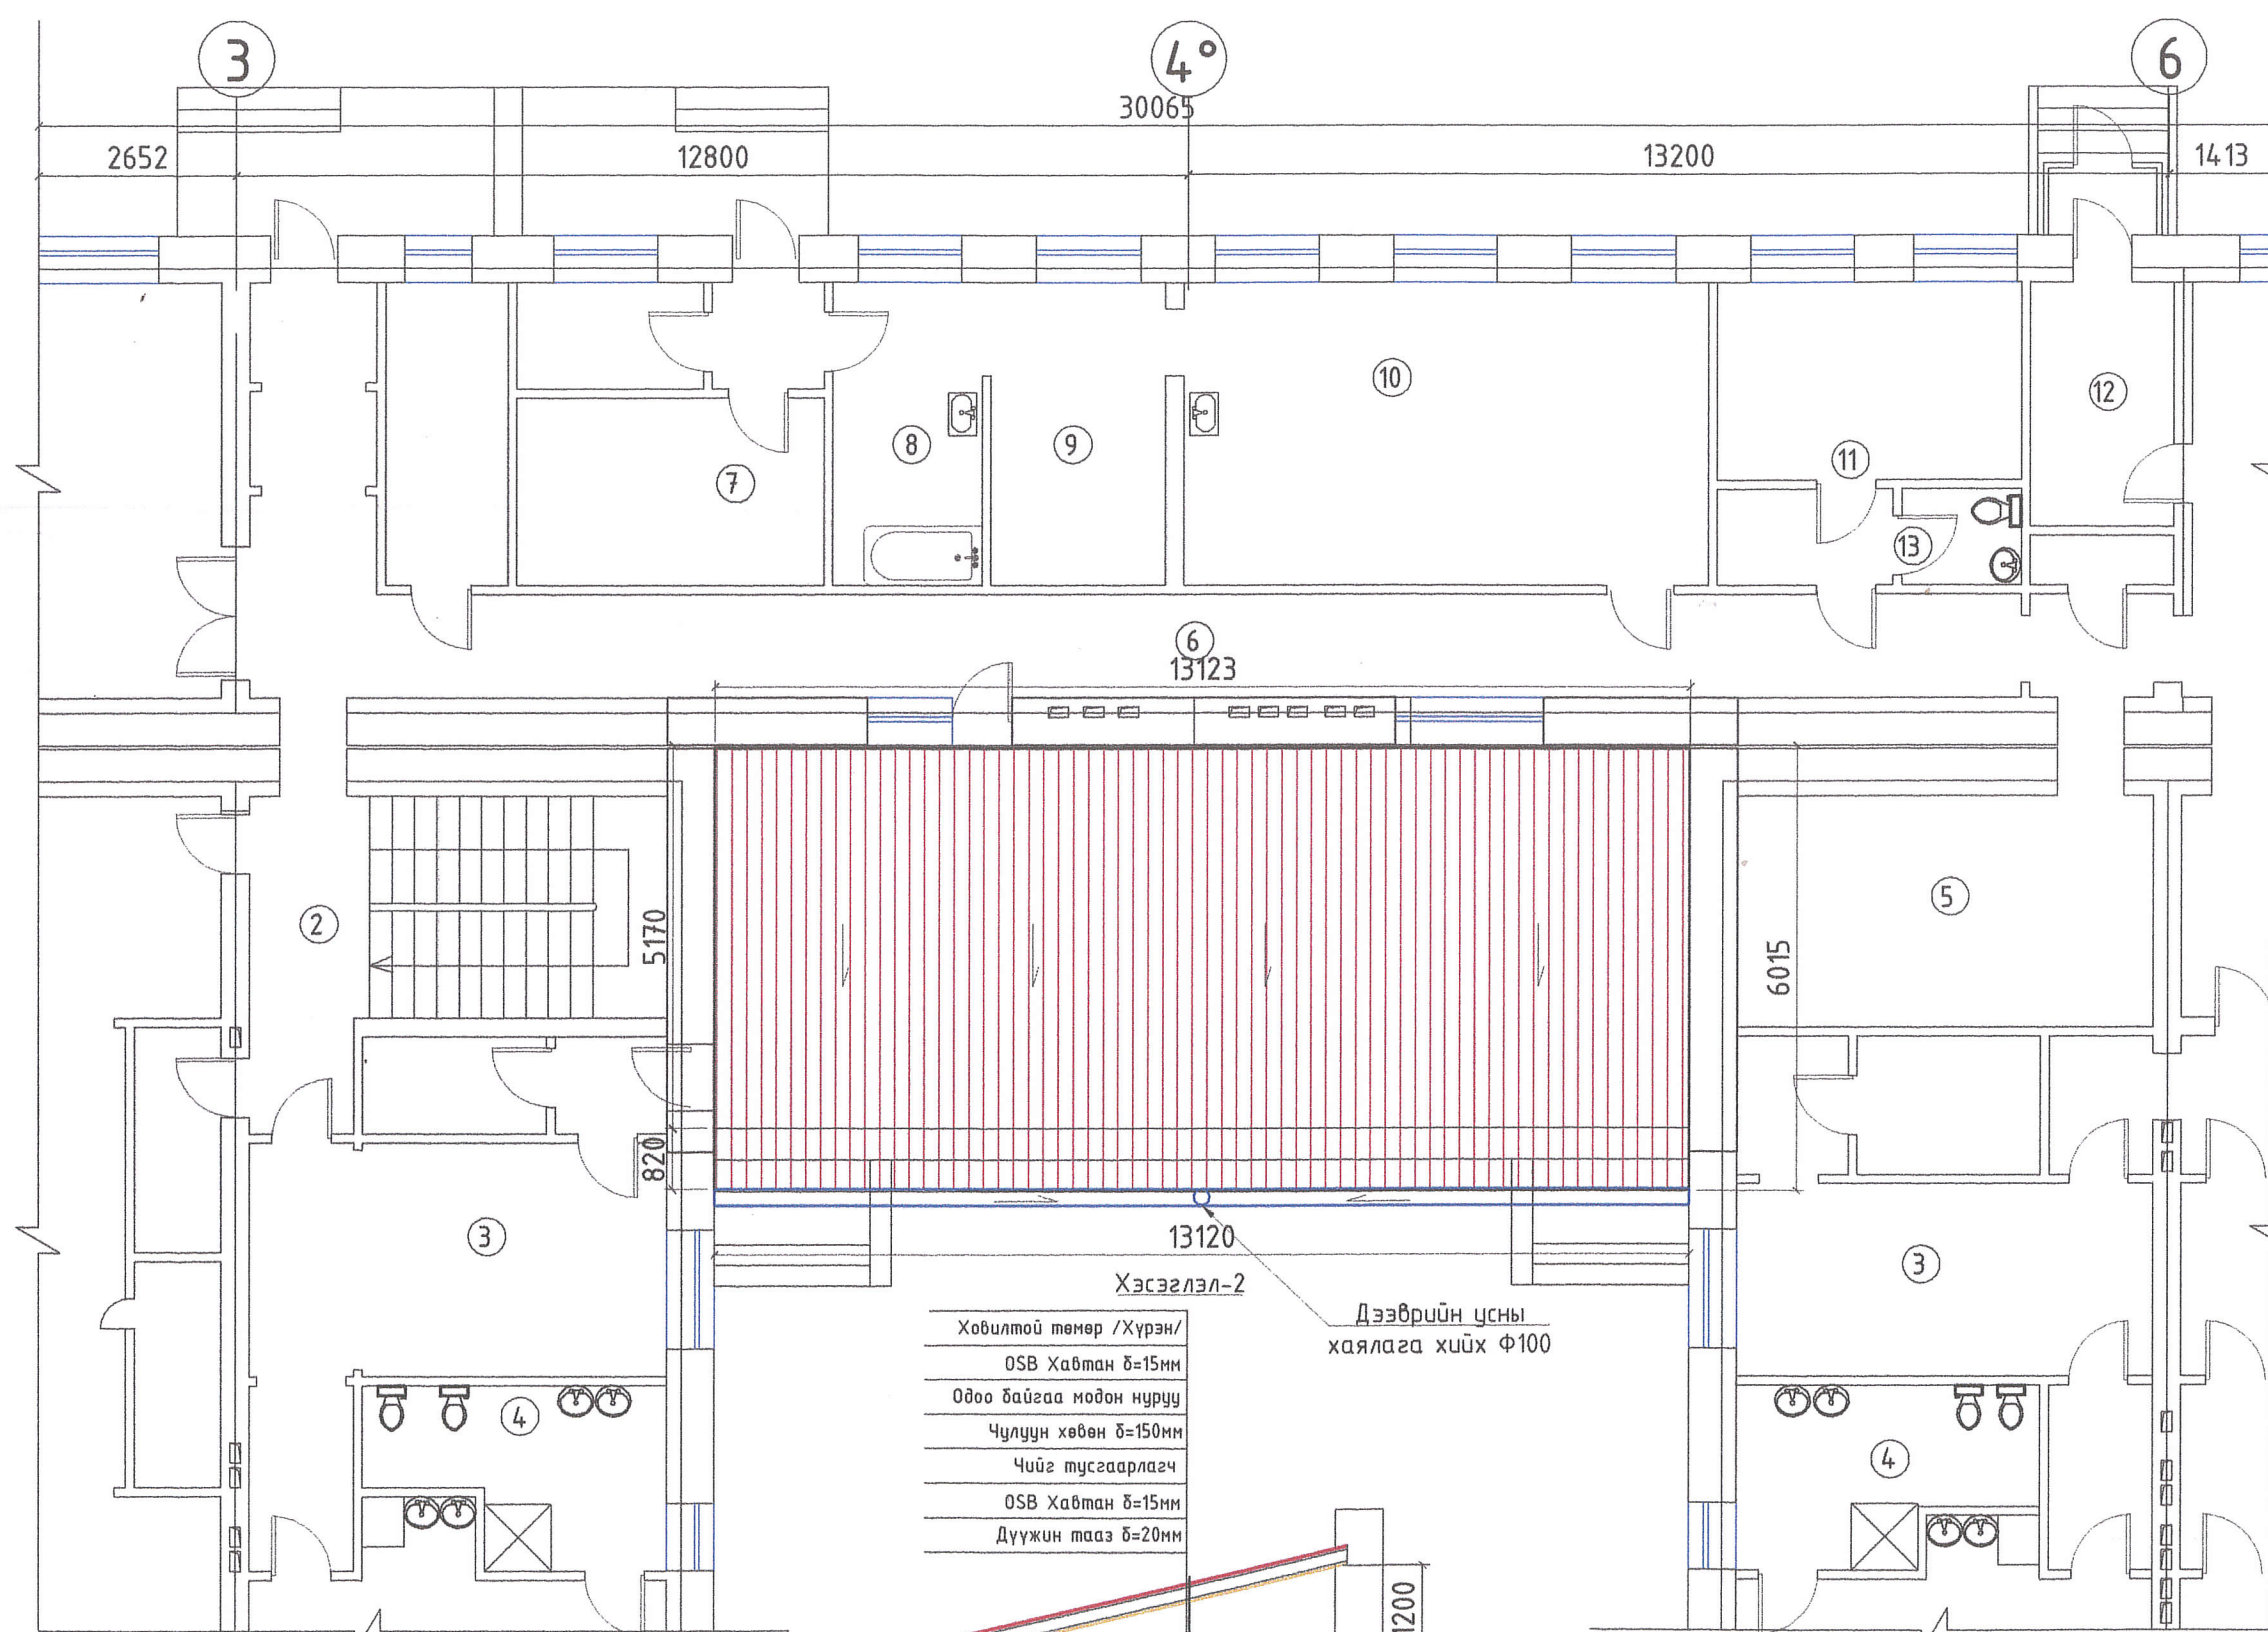 3
4°
6
30065
2652
12800
13200
1413
10
12
8
9
11
7
13
6
13123
5
2
5170
6015
820
3
13120
3
Хэсэглэл-2
Дээврийн усны
хаялага хийх Ф100
Ховилтой төмөр /Хүрэн/
OSB Хавтан δ=15мм
Одоо байгаа модон нуруу
Чулуун хөвөн δ=150мм
Чийг тусгаарлагч
OSB Хавтан δ=15мм
Дүүжин тааз δ=20мм
4
4
1200